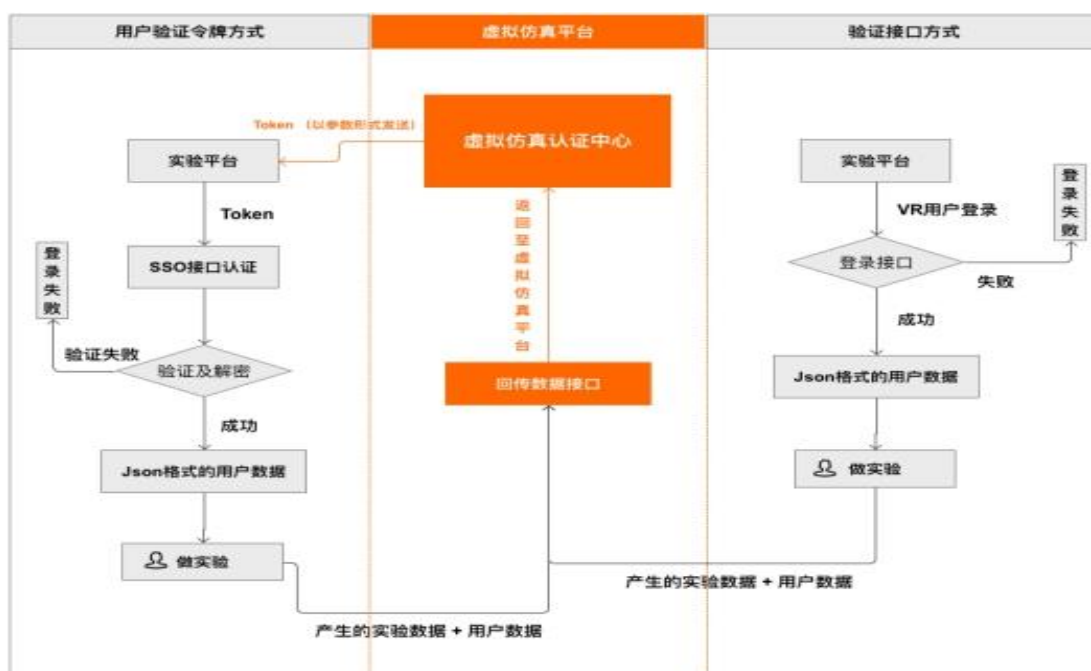 用户验证令牌方式
虚拟仿真平台
验证接口方式
Token （以参数形式发送）
虚拟仿真认证中心
实验平台
Token
SSO接口认证
登录失败
验证失败
验证及解密
成功
Json格式的用户数据
做实验
产生的实验数据 + 用户数据
返回至虚拟仿真平台
回传数据接口
实验平台
VR用户登录
登录失败
登录接口
失败
成功
Json格式的用户数据
做实验
产生的实验数据 + 用户数据